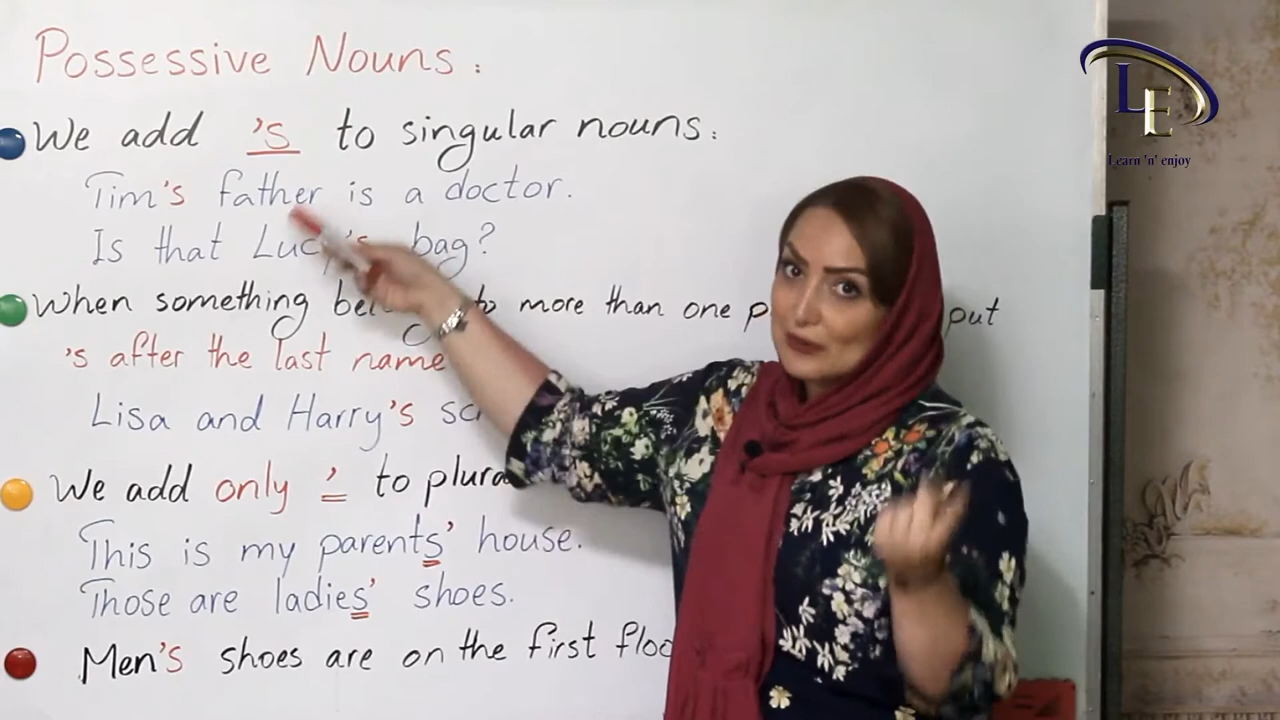 Possessive Nouns:
We add 's to singular nouns:
Tim's father is a doctor.
Is that bag?
When something to more than one put
's after the last name
Lisa and Harry's
We add only ' to
This is my parents' house.
Those are ladies' shoes.
Men's shoes are on the first
LE
Learn 'n' enjoy